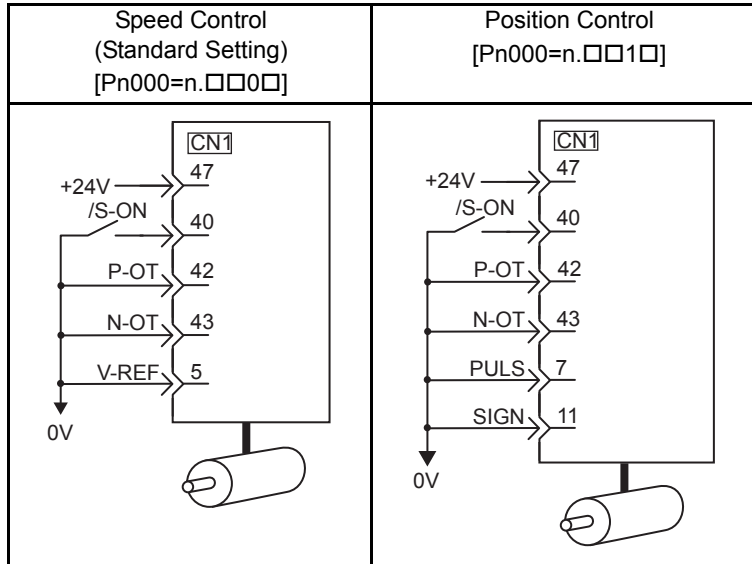 Speed Control
(Standard Setting)
[Pn000=n.□□0□]
Position Control
[Pn000=n.□□1□]
CN1
+24V 47
/S-ON 40
P-OT 42
N-OT 43
V-REF 5
0V
CN1
+24V 47
/S-ON 40
P-OT 42
N-OT 43
PULS 7
SIGN 11
0V